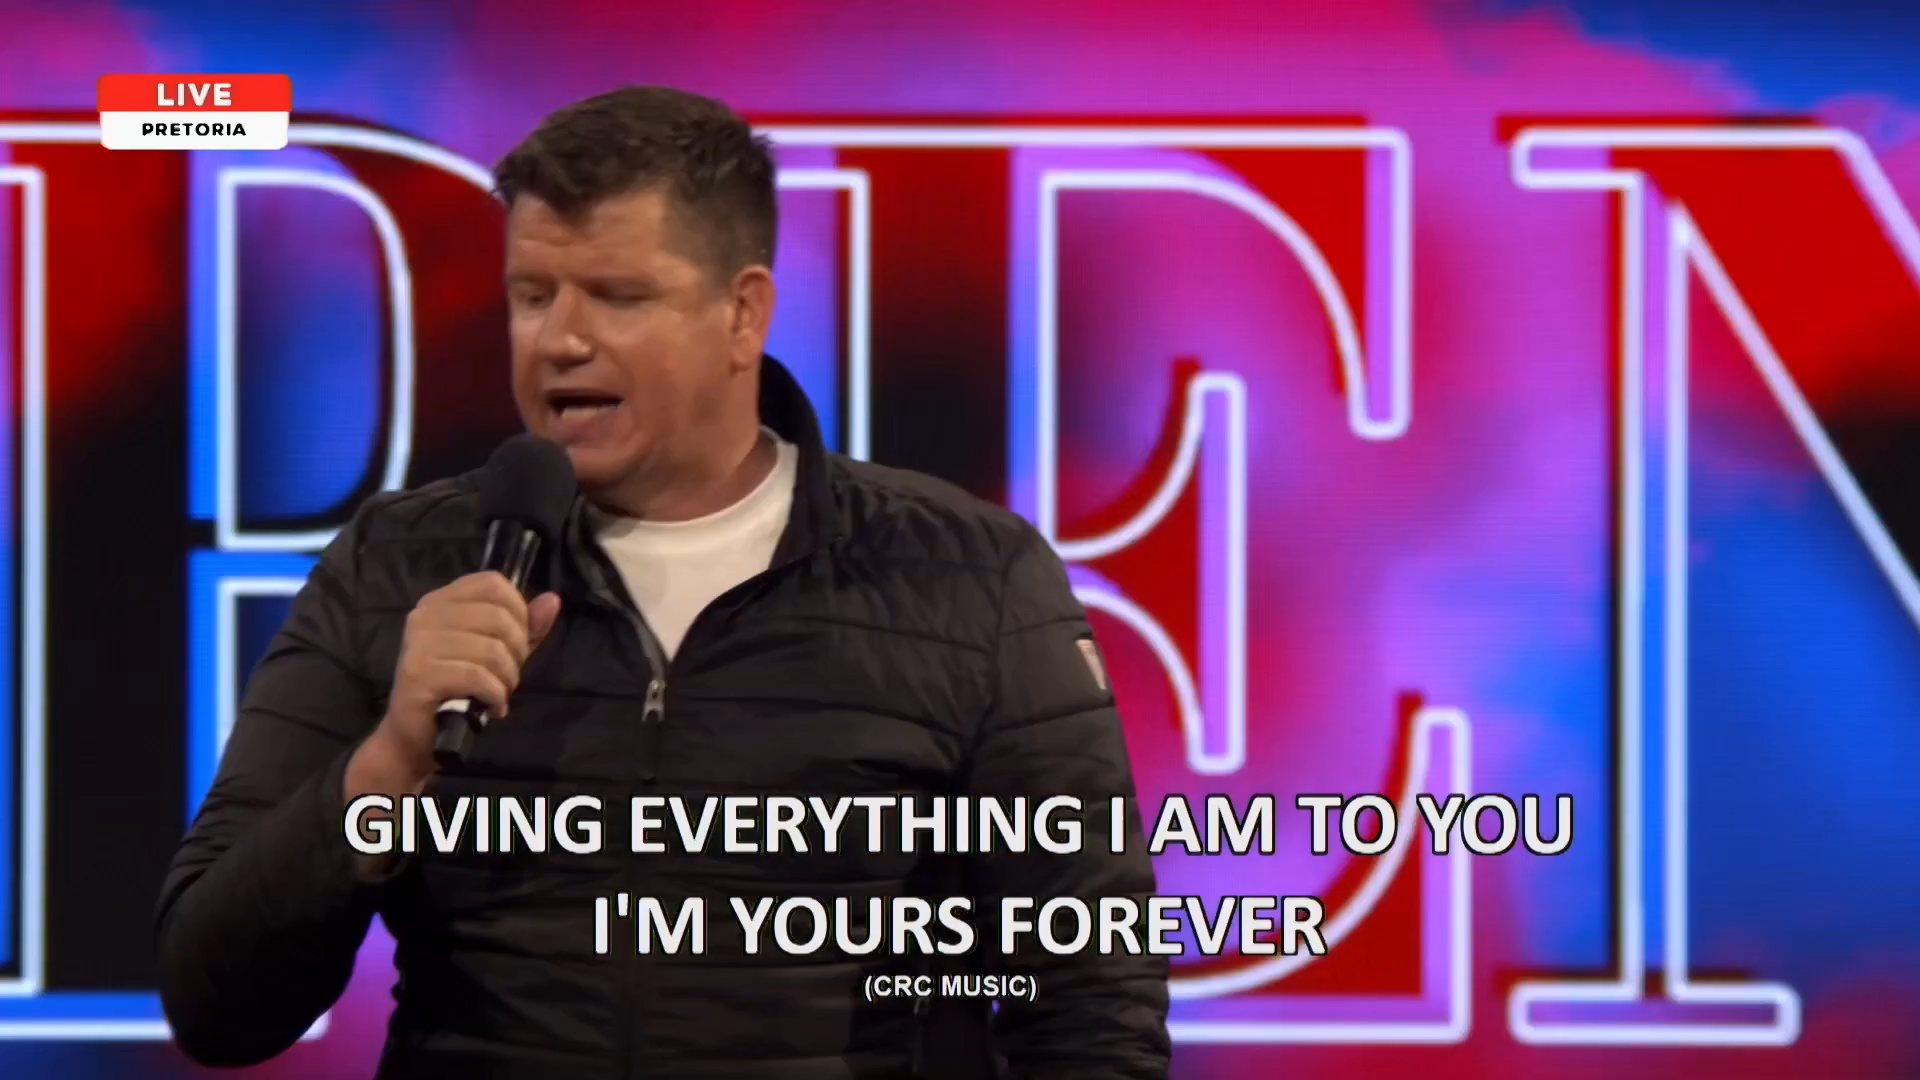 LIVE
PRETORIA
GIVING EVERYTHING I AM TO YOU
I'M YOURS FOREVER
(CRC MUSIC)